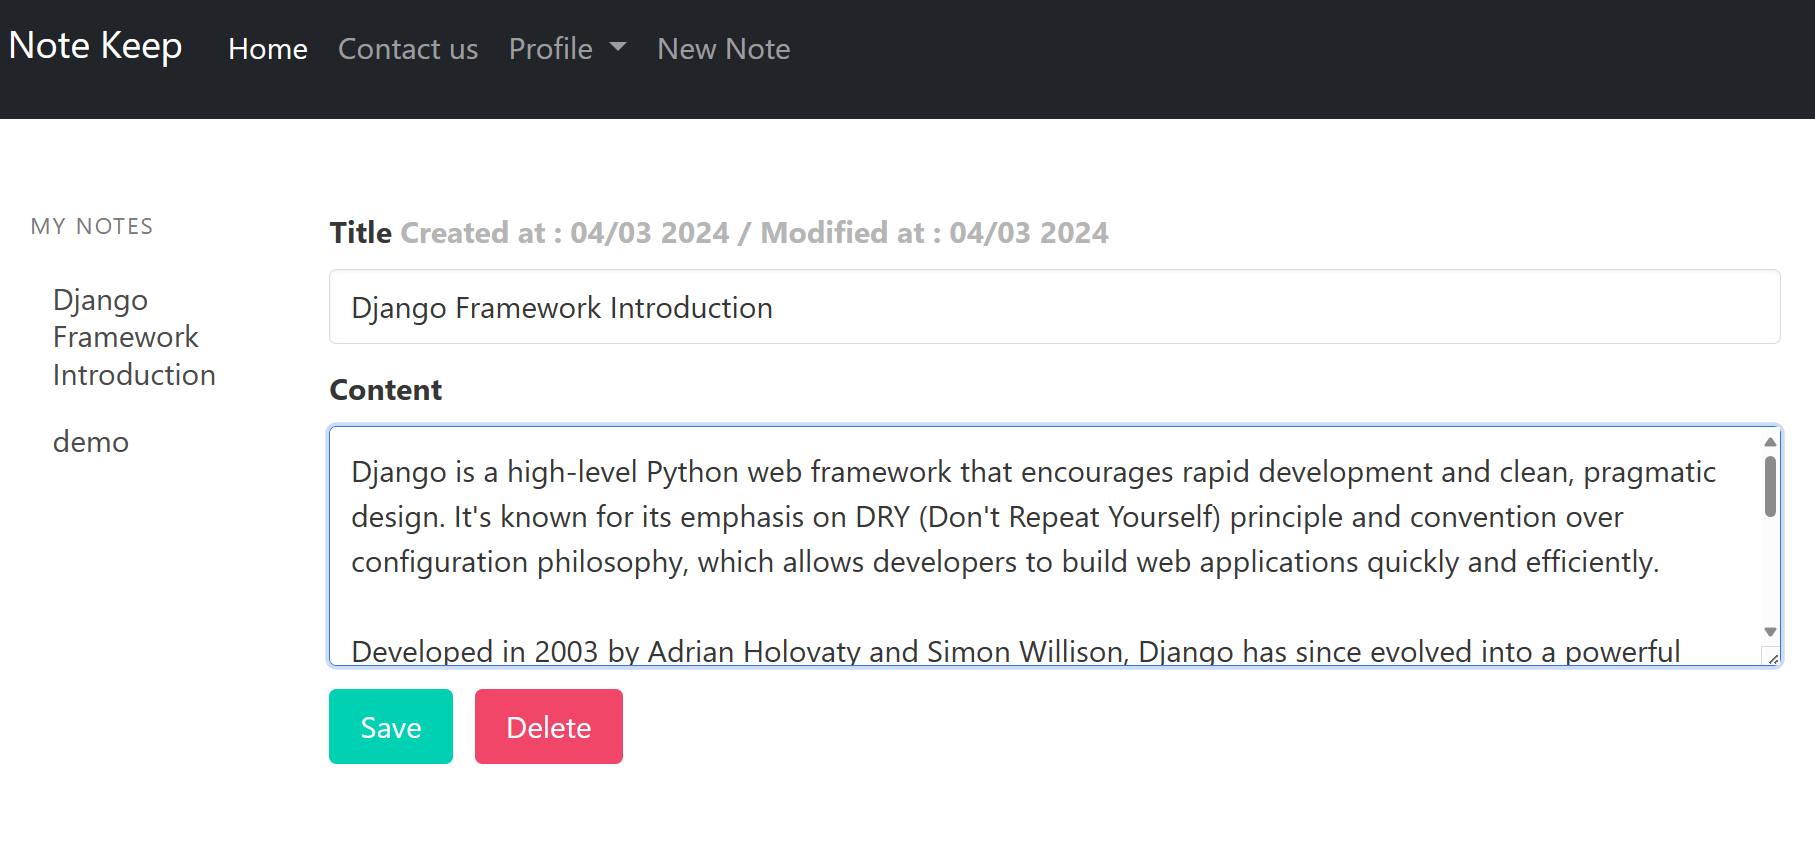 Note Keep Home Contact us Profile New Note
MY NOTES
Django
Framework
Introduction
demo
Title Created at : 04/03 2024 / Modified at : 04/03 2024
Django Framework Introduction
Content
Django is a high-level Python web framework that encourages rapid development and clean, pragmatic
design. It's known for its emphasis on DRY (Don't Repeat Yourself) principle and convention over
configuration philosophy, which allows developers to build web applications quickly and efficiently.
Developed in 2003 by Adrian Holovaty and Simon Willison, Django has since evolved into a powerful
Save Delete